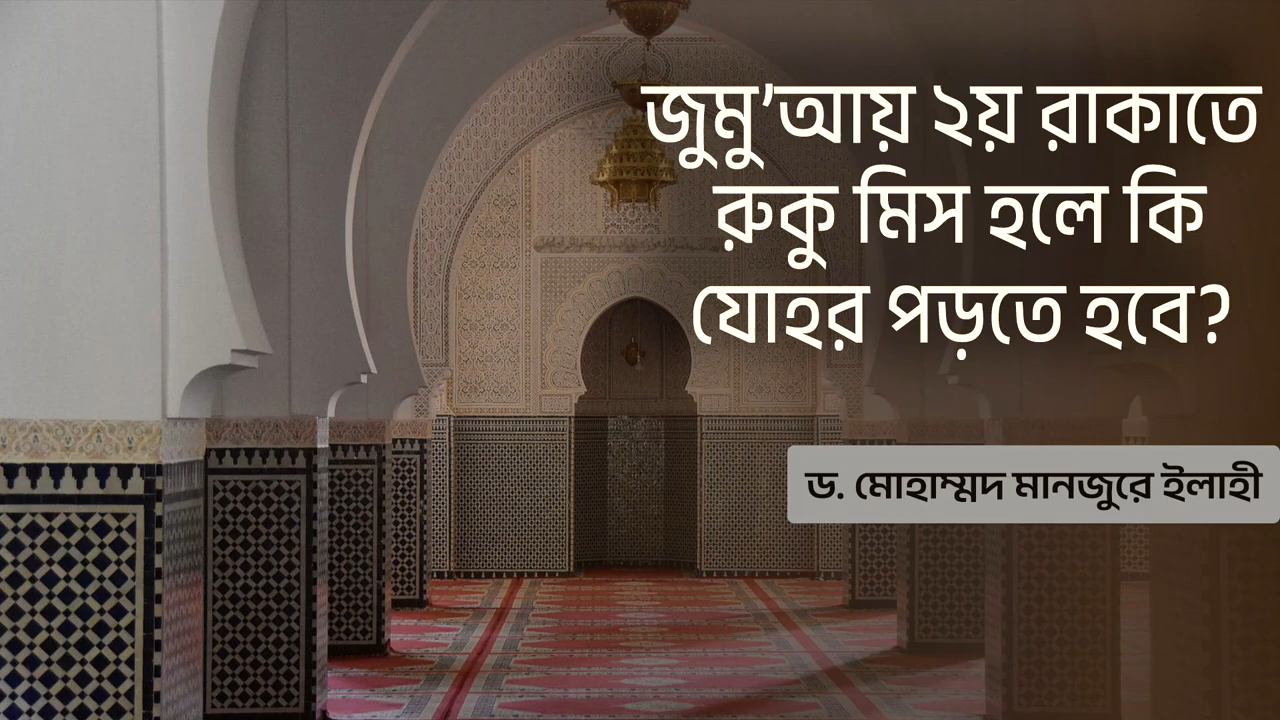 জুমু’আয় ২য় রাকাতে
রুকু মিস হলে কি
যোহর পড়তে হবে?
ড. মোহাম্মদ মানজুরে ইলাহী